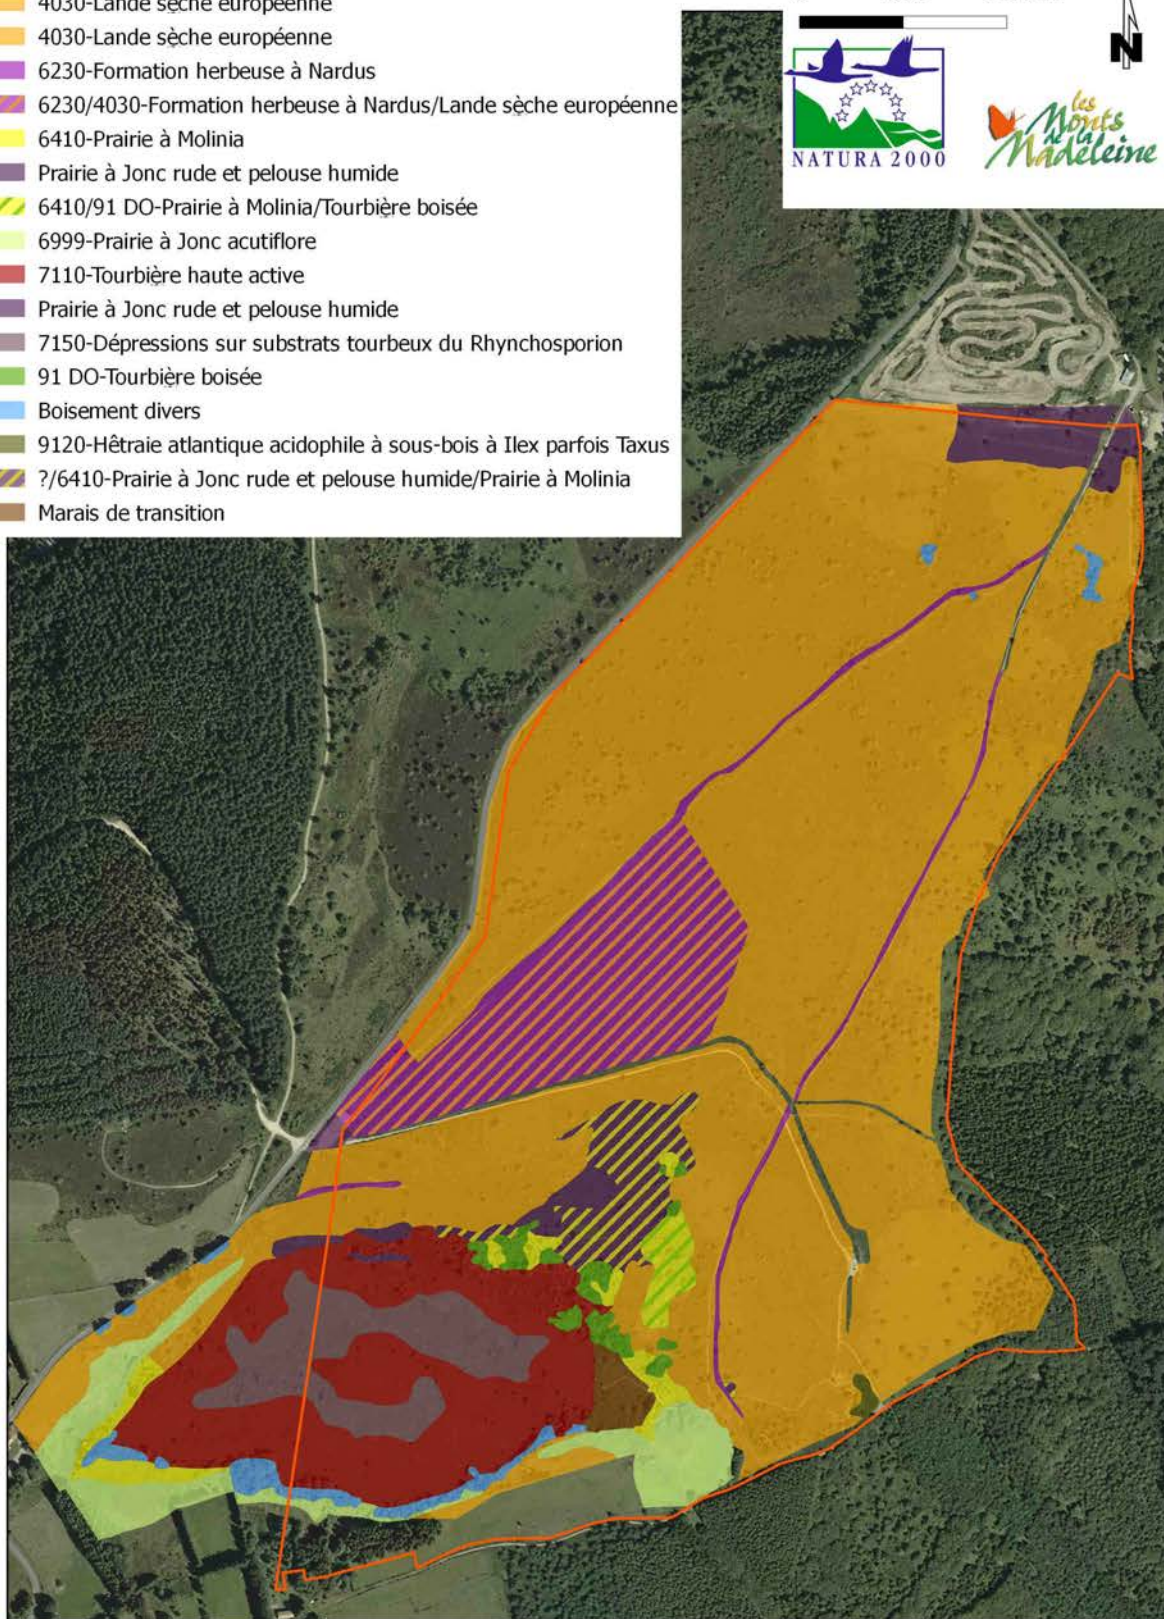 4030-Lande sèche européenne
4030-Lande sèche européenne
6230-Formation herbeuse à Nardus
6230/4030-Formation herbeuse à Nardus/Lande sèche européenne
6410-Prairie à Molinia
Prairie à Jonc rude et pelouse humide
6410/91 DO-Prairie à Molinia/Tourbière boisée
6999-Prairie à Jonc acutiflore
7110-Tourbière haute active
Prairie à Jonc rude et pelouse humide
7150-Dépressions sur substrats tourbeux du Rhynchosporion
91 DO-Tourbière boisée
Boisement divers
9120-Hêtraie atlantique acidophile à sous-bois à Ilex parfois Taxus
?/6410-Prairie à Jonc rude et pelouse humide/Prairie à Molinia
Marais de transition
N
NATURA 2000
les
Monts
de la
Madeleine